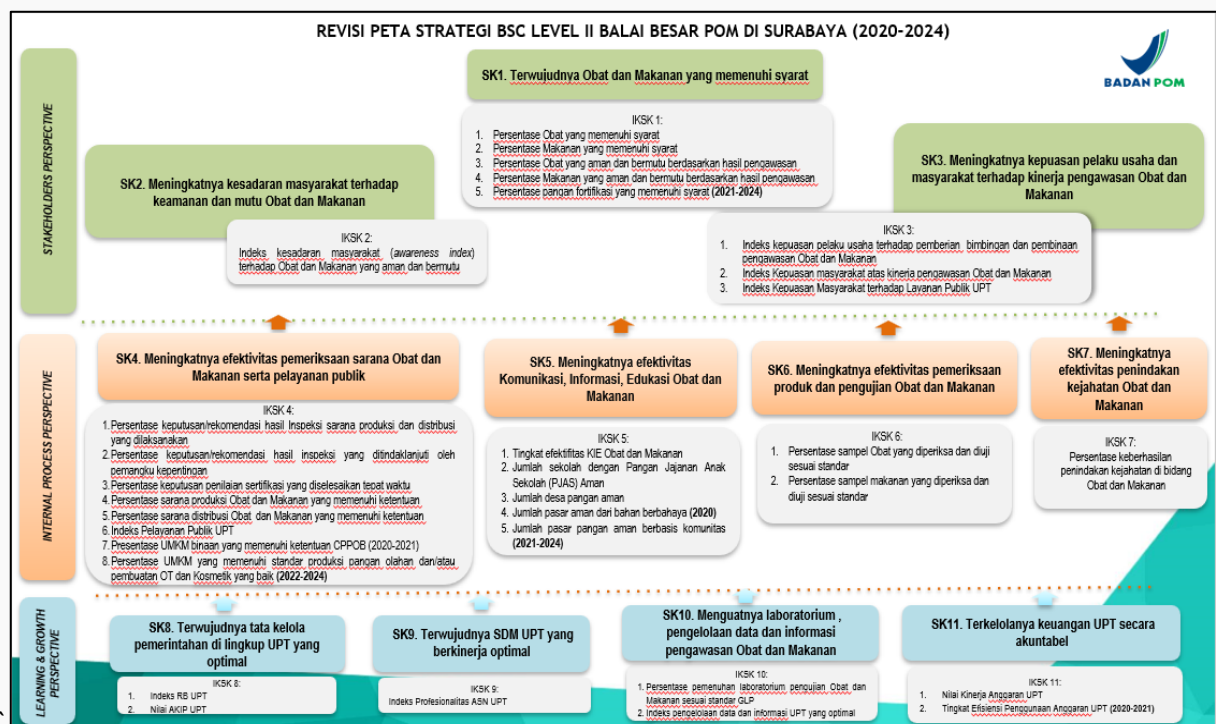 REVISI PETA STRATEGI BSC LEVEL II BALAI BESAR POM DI SURABAYA (2020-2024)
BADAN POM
STAKEHOLDERS PERSPECTIVE
SK1. Terwujudnya Obat dan Makanan yang memenuhi syarat
IKSK 1:
1. Persentase Obat yang memenuhi syarat
2. Persentase Makanan yang memenuhi syarat
3. Persentase Obat yang aman dan bermutu berdasarkan hasil pengawasan
4. Persentase Makanan yang aman dan bermutu berdasarkan hasil pengawasan
5. Persentase pangan fortifikasi yang memenuhi syarat (2021-2024)
SK2. Meningkatnya kesadaran masyarakat terhadap
keamanan dan mutu Obat dan Makanan
IKSK 2:
Indeks kesadaran masyarakat (awareness index)
terhadap Obat dan Makanan yang aman dan bermutu
SK3. Meningkatnya kepuasan pelaku usaha dan
masyarakat terhadap kinerja pengawasan Obat dan
Makanan
IKSK 3:
1. Indeks kepuasan pelaku usaha terhadap pemberian bimbingan dan pembinaan
pengawasan Obat dan Makanan
2. Indeks Kepuasan masyarakat atas kinerja pengawasan Obat dan Makanan
3. Indeks Kepuasan Masyarakat terhadap Layanan Publik UPT
INTERNAL PROCESS PERSPECTIVE
SK4. Meningkatnya efektivitas pemeriksaan sarana Obat dan
Makanan serta pelayanan publik
IKSK 4:
1. Persentase keputusan/rekomendasi hasil Inspeksi sarana produksi dan distribusi
yang dilaksanakan
2. Persentase keputusan/rekomendasi hasil inspeksi yang ditindaklanjuti oleh
pemangku kepentingan
3. Persentase keputusan penilaian sertifikasi yang diselesaikan tepat waktu
4. Persentase sarana produksi Obat dan Makanan yang memenuhi ketentuan
5. Persentase sarana distribusi Obat dan Makanan yang memenuhi ketentuan
6. Indeks Pelayanan Publik UPT
7. Presentase UMKM binaan yang memenuhi ketentuan CPPOB (2020-2021)
8. Persentase UMKM yang memenuhi standar produksi pangan olahan dan/atau
pembuatan OT dan Kosmetik yang baik (2022-2024)
SK5. Meningkatnya efektivitas
Komunikasi, Informasi, Edukasi Obat dan
Makanan
IKSK 5:
1. Tingkat efektifitas KIE Obat dan Makanan
2. Jumlah sekolah dengan Pangan Jajanan Anak
Sekolah (PJAS) Aman
3. Jumlah desa pangan aman
4. Jumlah pasar aman dari bahan berbahaya (2020)
5. Jumlah pasar pangan aman berbasis komunitas
(2021-2024)
SK6. Meningkatnya efektivitas pemeriksaan
produk dan pengujian Obat dan Makanan
IKSK 6:
1. Persentase sampel Obat yang diperiksa dan diuji
sesuai standar
2. Persentase sampel makanan yang diperiksa dan
diuji sesuai standar
SK7. Meningkatnya
efektivitas penindakan
kejahatan Obat dan
Makanan
IKSK 7:
Persentase keberhasilan
penindakan kejahatan di bidang
Obat dan Makanan
LEARNING & GROWTH
PERSPECTIVE
SK8. Terwujudnya tata kelola
pemerintahan di lingkup UPT yang
optimal
IKSK 8:
1. Indeks RB UPT
2. Nilai AKIP UPT
SK9. Terwujudnya SDM UPT yang
berkinerja optimal
IKSK 9:
Indeks Profesionalitas ASN UPT
SK10. Menguatnya laboratorium ,
pengelolaan data dan informasi
pengawasan Obat dan Makanan
IKSK 10:
1. Persentase pemenuhan laboratorium pengujian Obat dan
Makanan sesuai standar GLP
2. Indeks pengelolaan data dan informasi UPT yang optimal
SK11. Terkelolanya keuangan UPT secara
akuntabel
IKSK 11:
1. Nilai Kinerja Anggaran UPT
2. Tingkat Efisiensi Penggunaan Anggaran UPT (2020-2021)